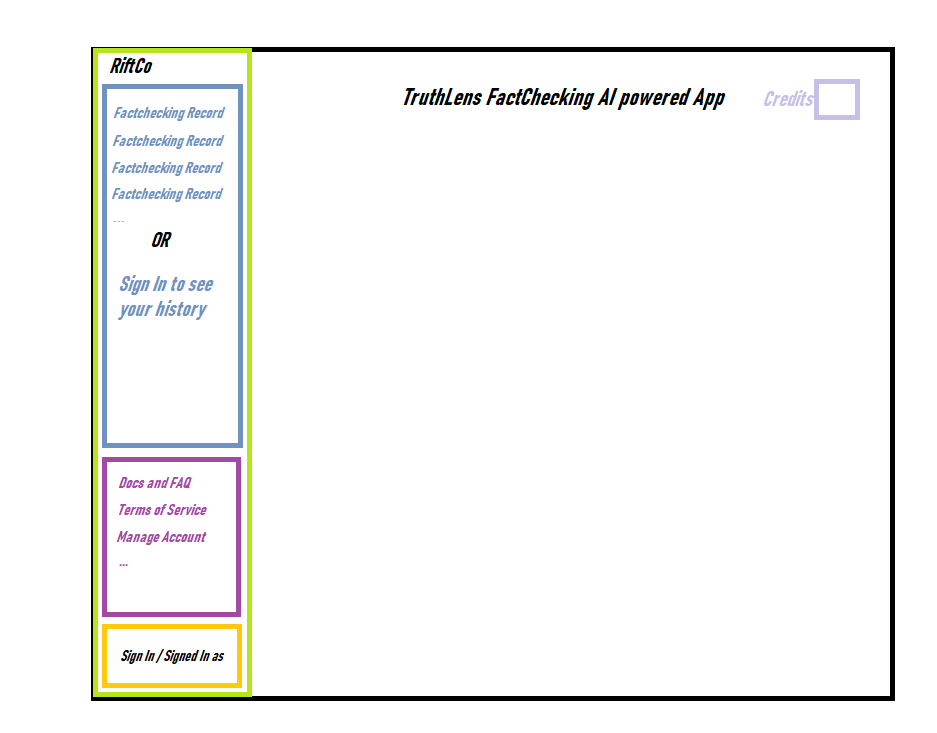 RiftCo
Factchecking Record
Factchecking Record
Factchecking Record
Factchecking Record
---
OR
Sign In to see
your history
Docs and FAQ
Terms of Service
Manage Account
...
Sign In / Signed In as
TruthLens FactChecking AI powered App
Credits